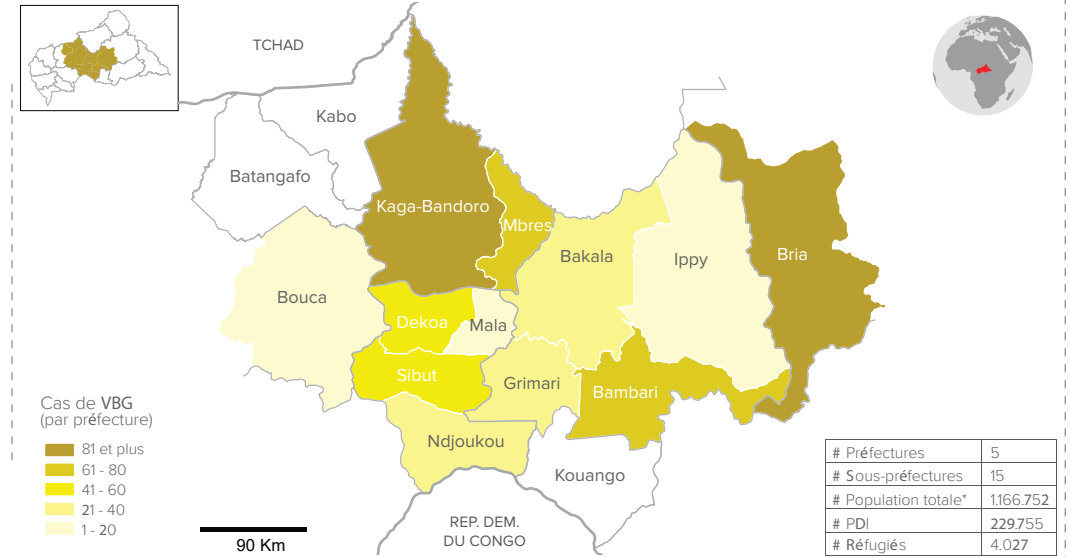 TCHAD
Kabo
Batangafo
Kaga-Bandoro
Mbres
Bakala
Ippy
Bria
Bouca
Dekoa
Mala
Sibut
Grimari
Bambari
Ndjoukou
Kouango
REP. DEM.
DU CONGO
Cas de VBG
(par préfecture)
81 et plus
61 - 80
41 - 60
21 - 40
1 - 20
90 Km
# Préfectures 5
# Sous-préfectures 15
# Population totale* 1.166.752
# PDI 229.755
# Réfugiés 4.027